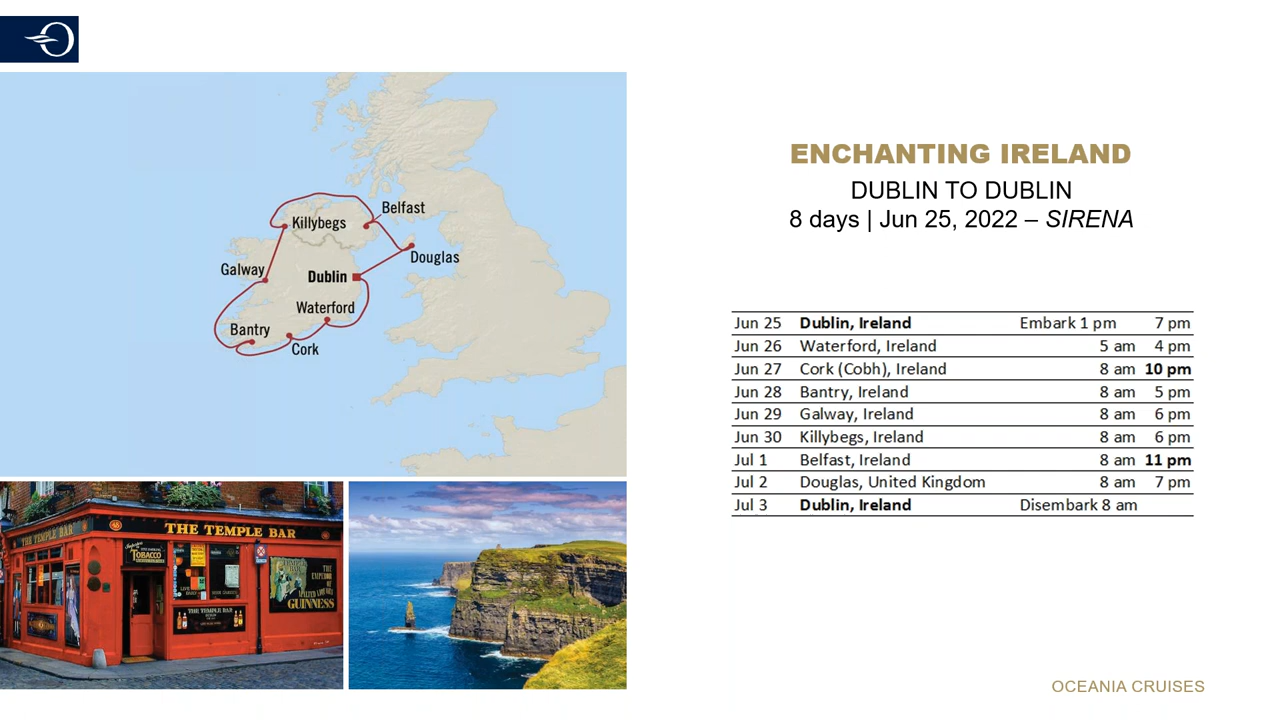 ENCHANTING IRELAND
DUBLIN TO DUBLIN
8 days | Jun 25, 2022 – SIRENA
Jun 25 Dublin, Ireland Embark 1 pm 7 pm
Jun 26 Waterford, Ireland 5 am 4 pm
Jun 27 Cork (Cobh), Ireland 8 am 10 pm
Jun 28 Bantry, Ireland 8 am 5 pm
Jun 29 Galway, Ireland 8 am 6 pm
Jun 30 Killybegs, Ireland 8 am 6 pm
Jul 1 Belfast, Ireland 8 am 11 pm
Jul 2 Douglas, United Kingdom 8 am 7 pm
Jul 3 Dublin, Ireland Disembark 8 am
Belfast
Killybegs
Douglas
Galway
Dublin
Waterford
Bantry
Cork
THE TEMPLE BAR
THE TEMPLE BAR
TOBACCO
THE TEMPLE BAR
GUINNESS
OCEANIA CRUISES